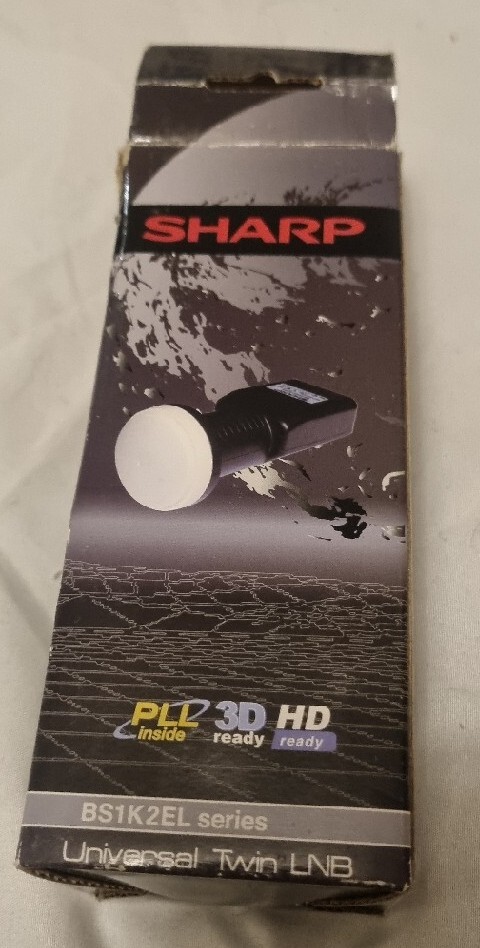 SHARP
PLL inside
3D ready
HD ready
BS1K2EL series
Universal Twin LNB